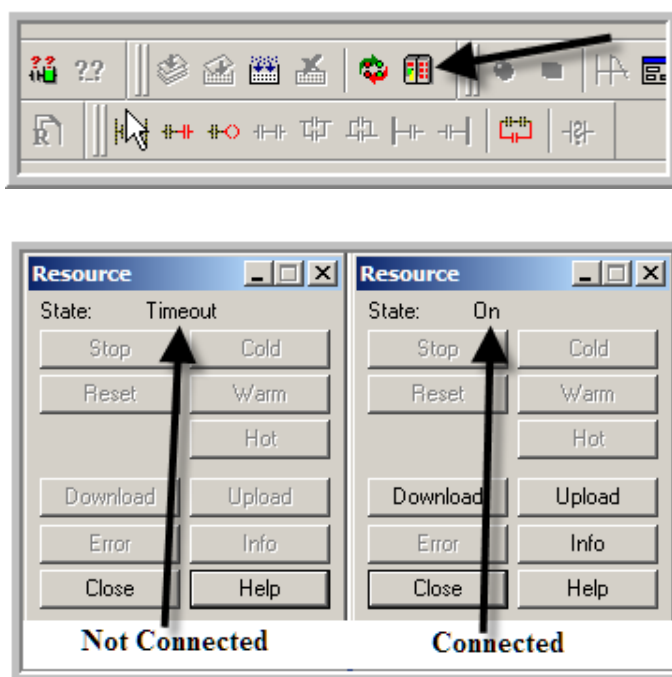 ??
??
R
?
Resource
State: Timeout
Stop Cold
Reset Warm
Hot
Download Upload
Error Info
Close Help
Not Connected
Resource
State: On
Stop Cold
Reset Warm
Hot
Download Upload
Error Info
Close Help
Connected